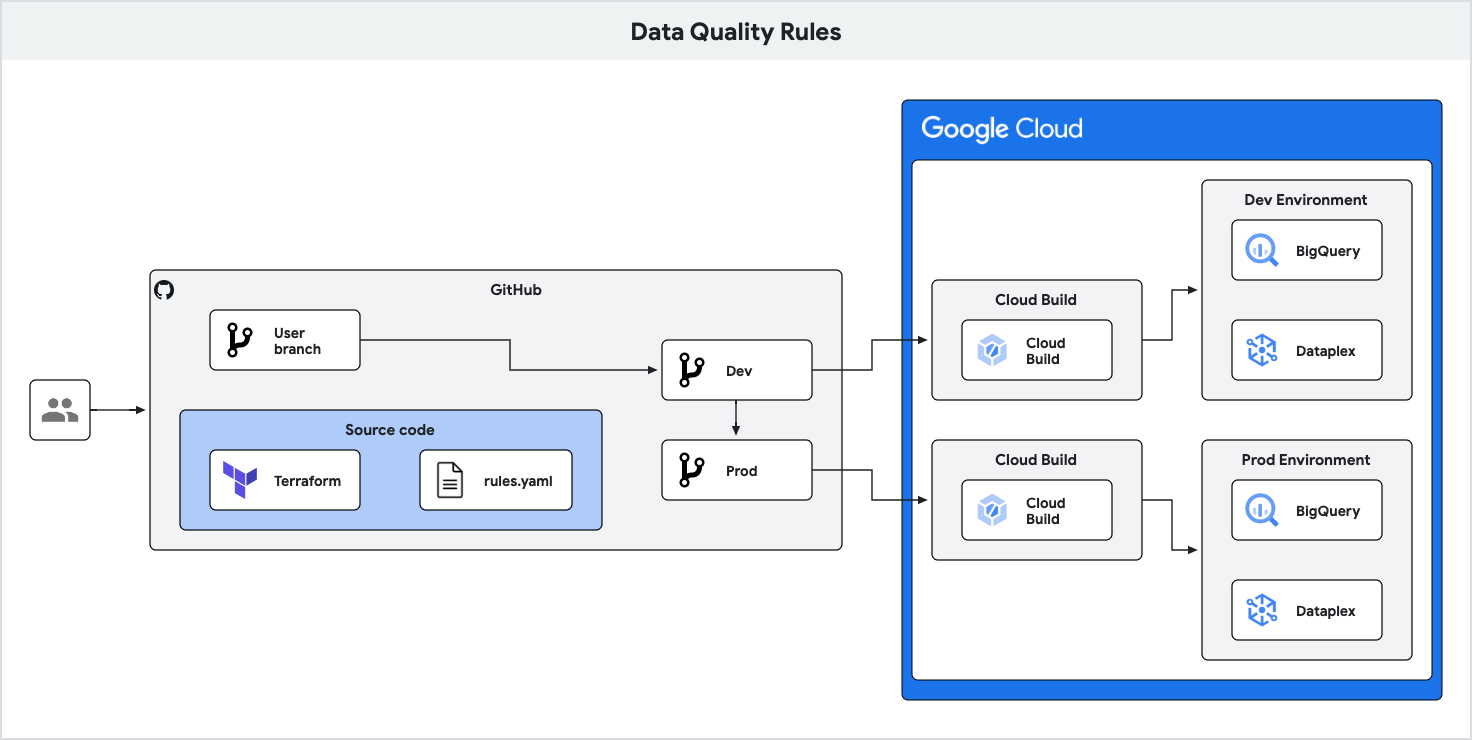 Data Quality Rules
Google Cloud
GitHub
User
branch
Dev
Prod
Source code
Terraform
rules.yaml
Cloud Build
Cloud
Build
Cloud Build
Cloud
Build
Dev Environment
BigQuery
Dataplex
Prod Environment
BigQuery
Dataplex